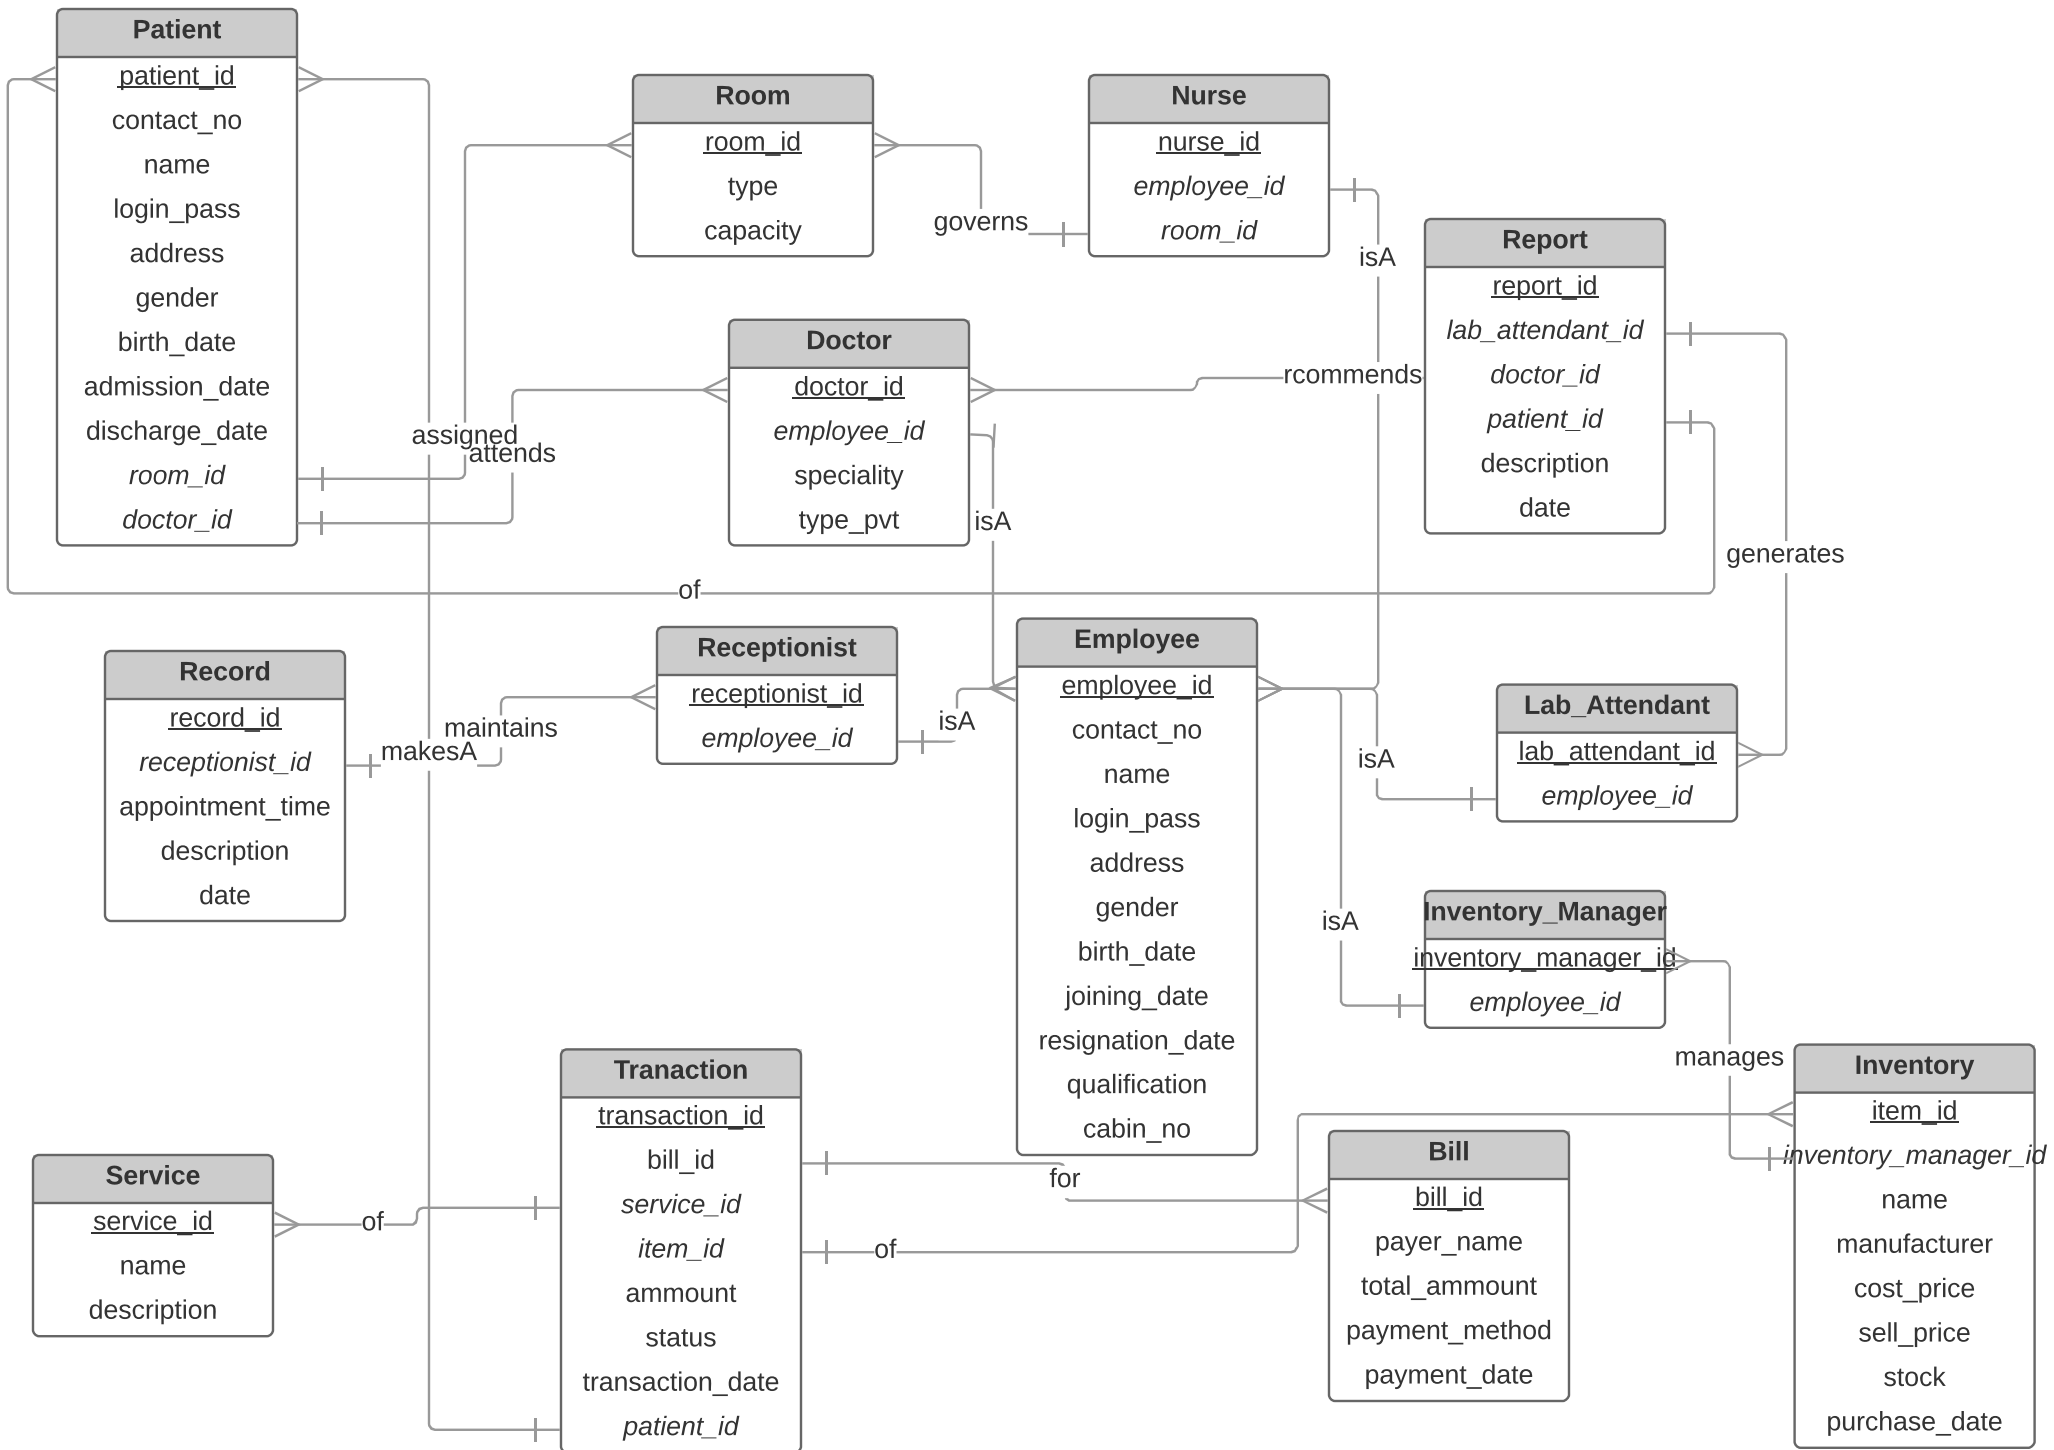 Patient
patient_id
contact_no
name
login_pass
address
gender
birth_date
admission_date
discharge_date
room_id
doctor_id
Room
room_id
type
capacity
governs
Nurse
nurse_id
employee_id
room_id
isA
Report
report_id
lab_attendant_id
doctor_id
patient_id
description
date
Doctor
doctor_id
employee_id
speciality
type_pvt
rcommends
assigned
attends
isA
generates
of
Record
record_id
receptionist_id
appointment_time
description
date
makesA
maintains
Receptionist
receptionist_id
employee_id
isA
Employee
employee_id
contact_no
name
login_pass
address
gender
birth_date
joining_date
resignation_date
qualification
cabin_no
isA
Lab_Attendant
lab_attendant_id
employee_id
isA
Inventory_Manager
inventory_manager_id
employee_id
manages
Inventory
item_id
inventory_manager_id
name
manufacturer
cost_price
sell_price
stock
purchase_date
Service
service_id
name
description
of
Tranaction
transaction_id
bill_id
service_id
item_id
ammount
status
transaction_date
patient_id
for
of
Bill
bill_id
payer_name
total_ammount
payment_method
payment_date